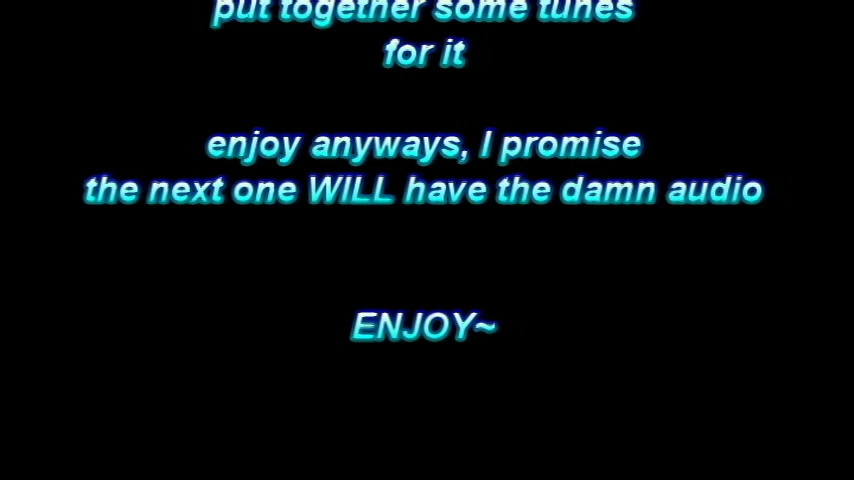 put together some tunes
for it
enjoy anyways, I promise
the next one WILL have the damn audio
ENJOY~